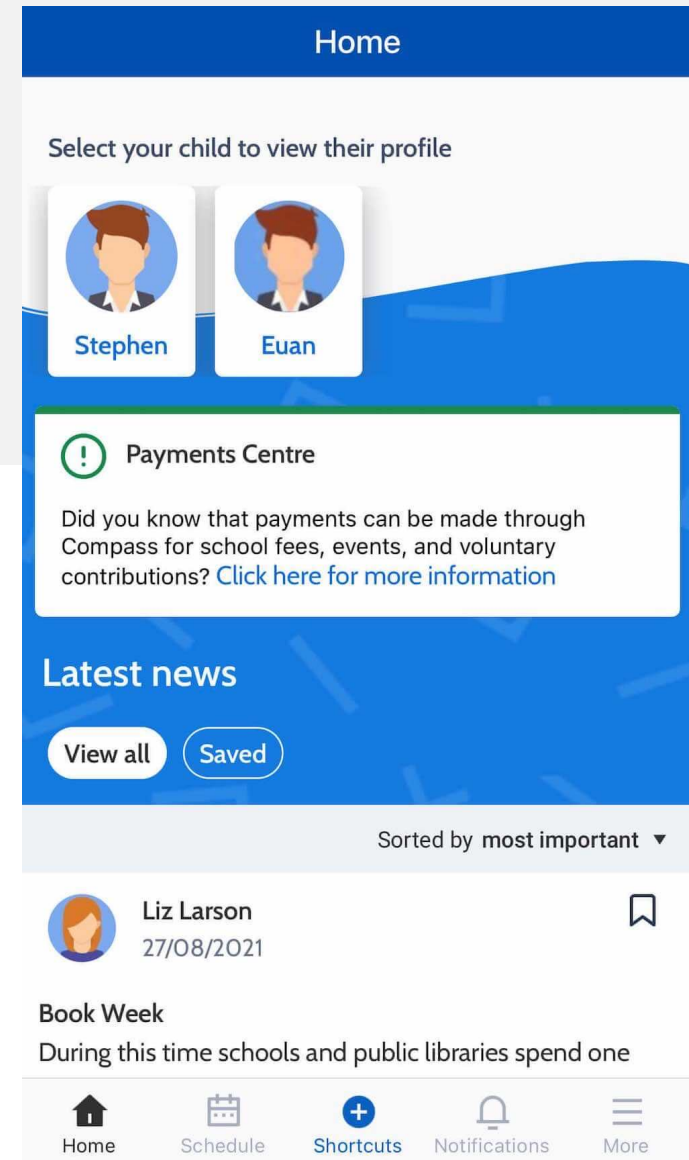 Home
Select your child to view their profile
Stephen
Euan
Payments Centre
Did you know that payments can be made through
Compass for school fees, events, and voluntary
contributions? Click here for more information
Latest news
View all
Saved
Sorted by most important
Liz Larson
27/08/2021
Book Week
During this time schools and public libraries spend one
Home
Schedule
Shortcuts
Notifications
More